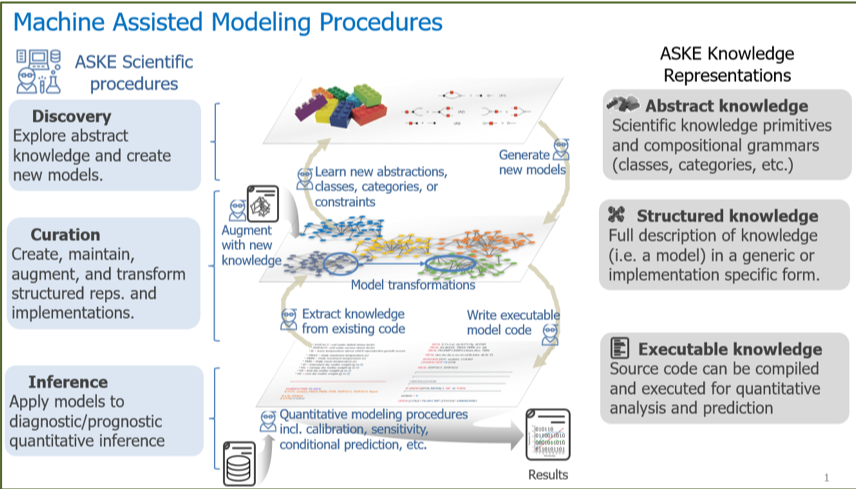 Machine Assisted Modeling Procedures
ASKE Scientific
procedures
Discovery
Explore abstract
knowledge and create
new models.
Curation
Create, maintain,
augment, and transform
structured reps. and
implementations.
Inference
Apply models to
diagnostic/prognostic
quantitative inference
Generate
new models
Learn new abstractions,
classes, categories, or
constraints
Augment
with new
knowledge
Model transformations
Extract knowledge
from existing code
Write executable
model code
Quantitative modeling procedures
incl. calibration, sensitivity,
conditional prediction, etc.
Results
ASKE Knowledge
Representations
Abstract knowledge
Scientific knowledge primitives
and compositional grammars
(classes, categories, etc.)
Structured knowledge
Full description of knowledge
(i.e. a model) in a generic or
implementation specific form.
Executable knowledge
Source code can be compiled
and executed for quantitative
analysis and prediction
1